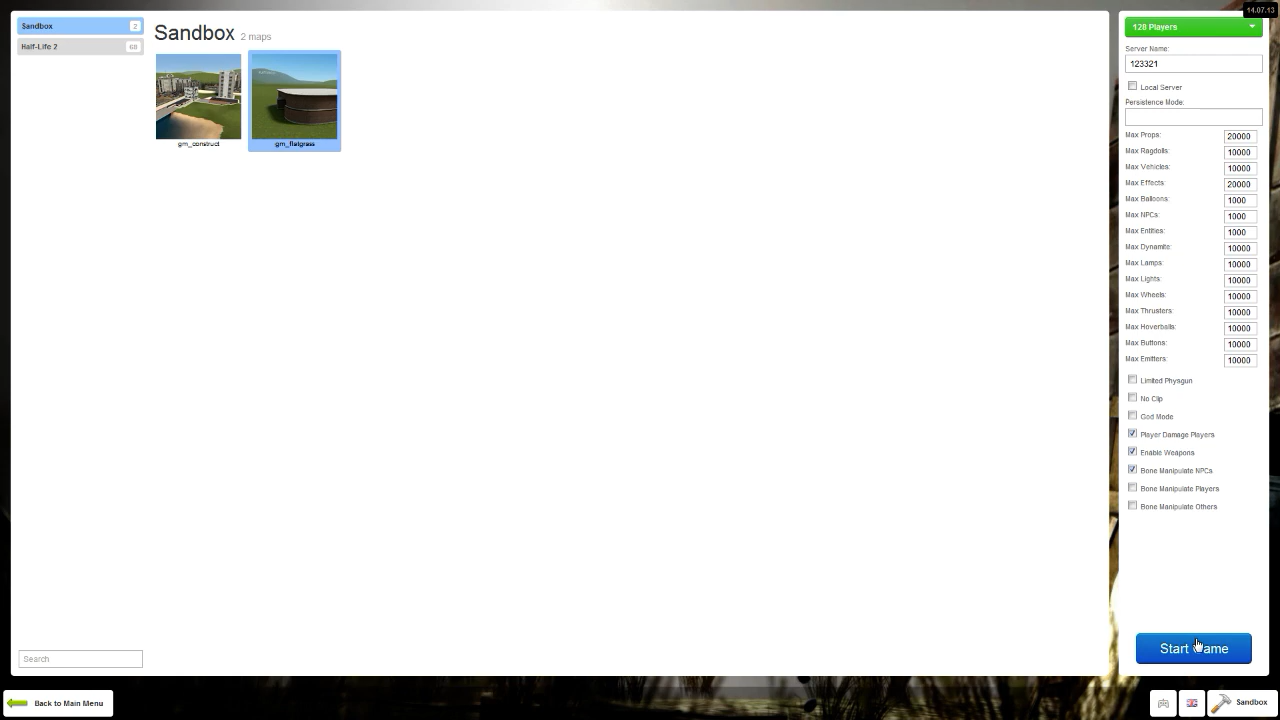 14.07.13
Sandbox 2
Half-Life 2 68
Sandbox 2 maps
gm_construct
gm_flatgrass
128 Players
Server Name:
123321
Local Server
Persistence Mode:
Max Props: 20000
Max Ragdolls: 10000
Max Vehicles: 10000
Max Effects: 20000
Max Balloons: 1000
Max NPCs: 1000
Max Entities: 1000
Max Dynamite: 10000
Max Lamps: 10000
Max Lights: 10000
Max Wheels: 10000
Max Thrusters: 10000
Max Hoverballs: 10000
Max Buttons: 10000
Max Emitters: 10000
Limited Physgun
No Clip
God Mode
Player Damage Players
Enable Weapons
Bone Manipulate NPCs
Bone Manipulate Players
Bone Manipulate Others
Start Game
Search
Back to Main Menu
Sandbox